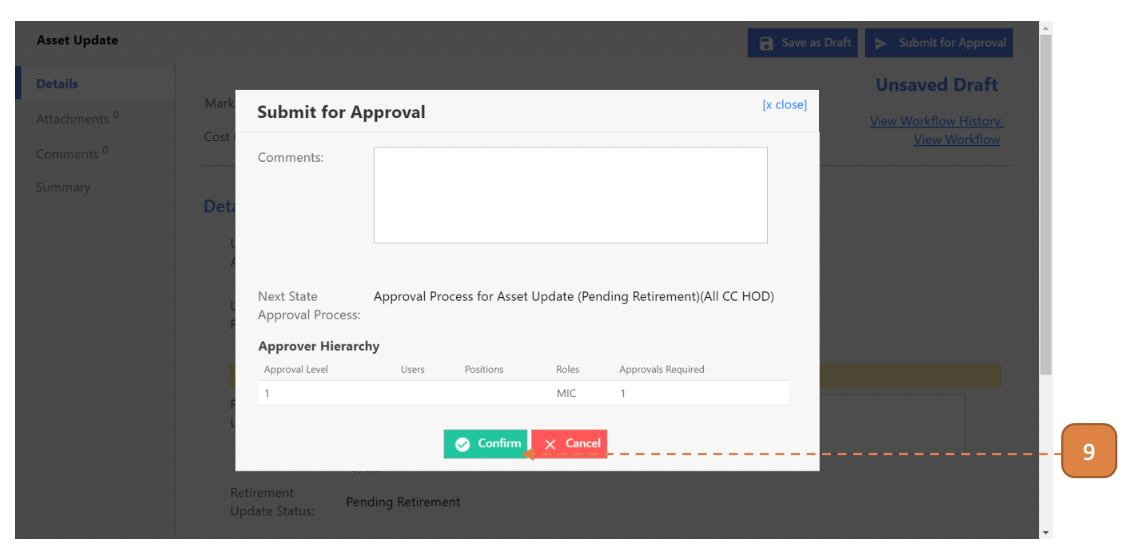 Asset Update
Save as Draft
Submit for Approval
Details
Attachments 0
Comments 0
Summary
Unsaved Draft
View Workflow History
View Workflow
Mark
Cost
Submit for Approval
[x close]
Comments:
Next State
Approval Process:
Approval Process for Asset Update (Pending Retirement)(All CC HOD)
Approver Hierarchy
Approval Level Users Positions Roles Approvals Required
1 MIC 1
Confirm
Cancel
9
Deta
Retirement
Update Status:
Pending Retirement